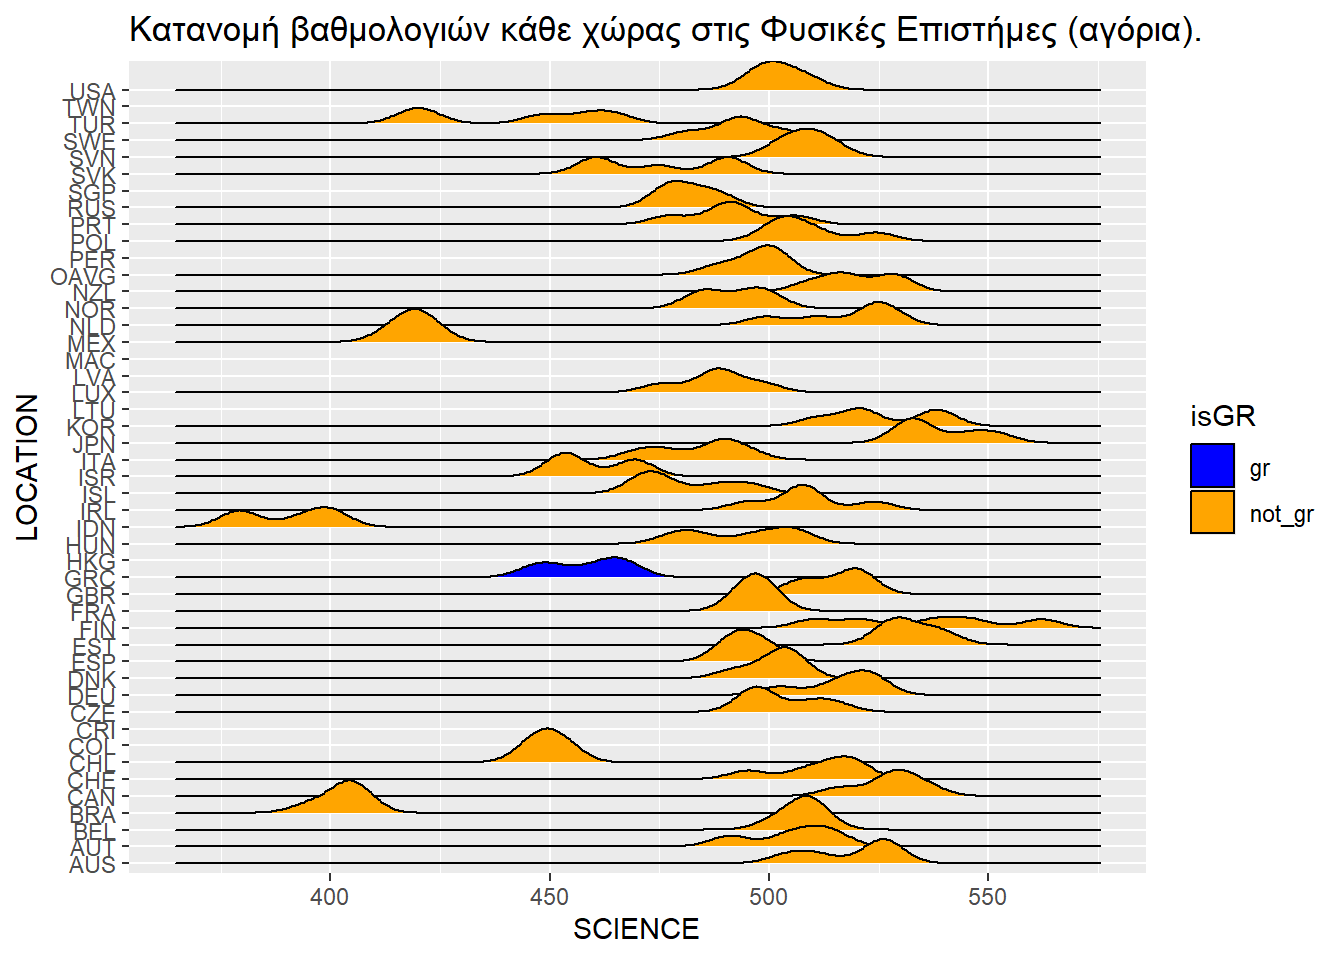 Κατανομή βαθμολογιών κάθε χώρας στις Φυσικές Επιστήμες (αγόρια).
USA
TWN
TUR
SWE
SVN
SVK
SGP
RUS
PRT
POL
PER
OAVG
NZL
NOR
NLD
MEX
MAC
LVA
LUX
LTU
KOR
JPN
ITA
ISR
ISL
IRL
IDN
HUN
HKG
GRC
GBR
FRA
FIN
EST
ESP
DNK
DEU
CZE
CRI
COL
CHL
CHE
CAN
BRA
BEL
AUT
AUS
LOCATION
400 450 500 550
SCIENCE
isGR
gr
not_gr